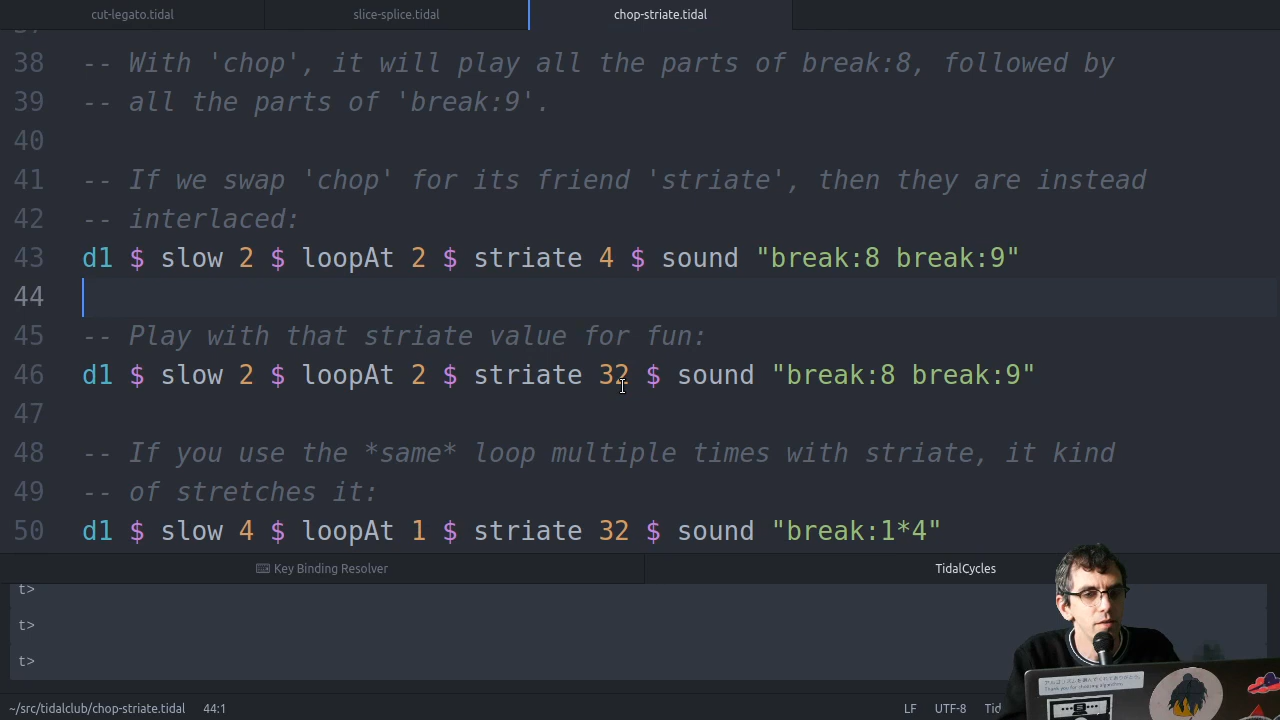 cut-legato.tidal
slice-splice.tidal
chop-striate.tidal
38 -- With 'chop', it will play all the parts of break:8, followed by
39 -- all the parts of 'break:9'.
40
41 -- If we swap 'chop' for its friend 'striate', then they are instead
42 -- interlaced:
43 d1 $ slow 2 $ loopAt 2 $ striate 4 $ sound "break:8 break:9"
44
45 -- Play with that striate value for fun:
46 d1 $ slow 2 $ loopAt 2 $ striate 32 $ sound "break:8 break:9"
47
48 -- If you use the *same* loop multiple times with striate, it kind
49 -- of stretches it:
50 d1 $ slow 4 $ loopAt 1 $ striate 32 $ sound "break:1*4"
Key Binding Resolver
TidalCycles
t>
t>
t>
Thank you for choosing algorithms.
~/src/tidalclub/chop-striate.tidal 44:1
LF UTF-8 Tid